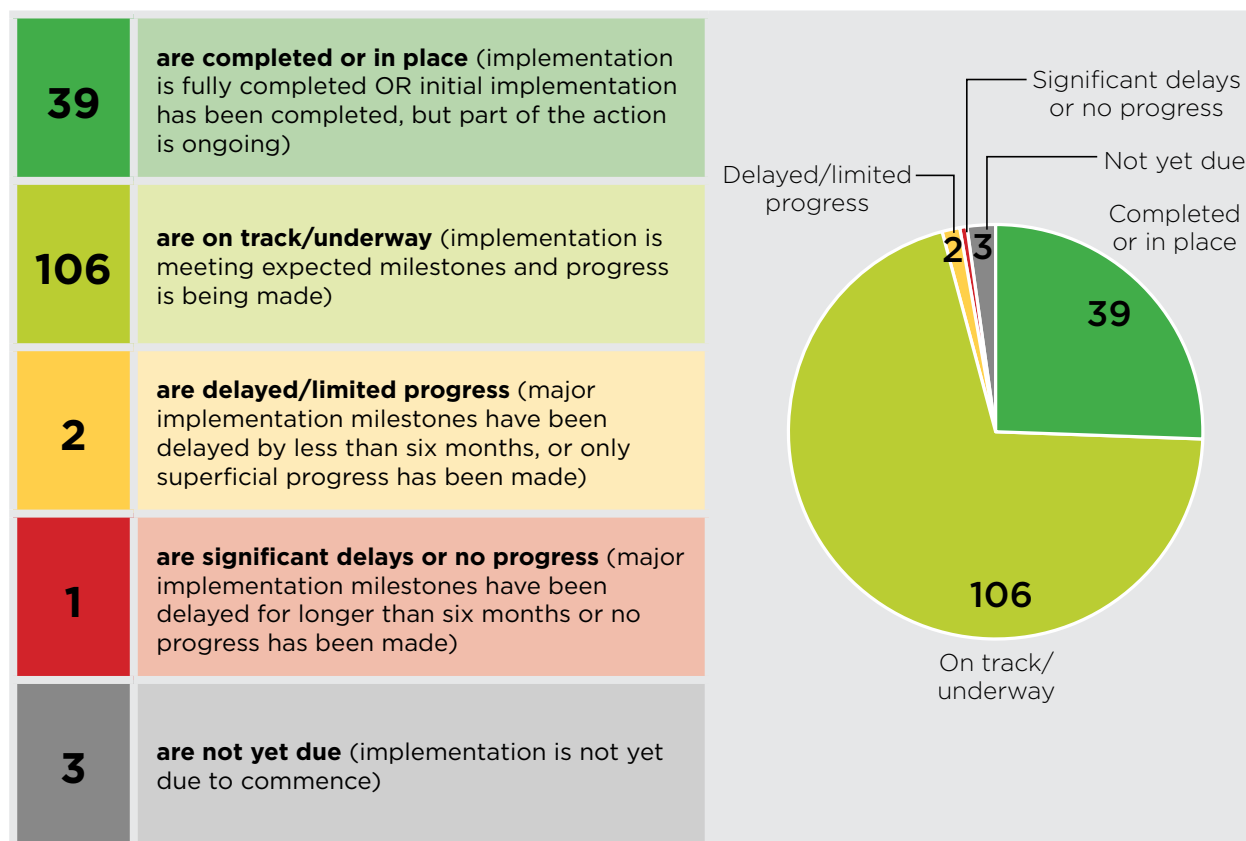 39
are completed or in place (implementation
is fully completed OR initial implementation
has been completed, but part of the action
is ongoing)
106
are on track/underway (implementation is
meeting expected milestones and progress
is being made)
2
are delayed/limited progress (major
implementation milestones have been
delayed by less than six months, or only
superficial progress has been made)
1
are significant delays or no progress (major
implementation milestones have been
delayed for longer than six months or no
progress has been made)
3
are not yet due (implementation is not yet
due to commence)
Significant delays
or no progress
Not yet due
Delayed/limited
progress
Completed
or in place
2
3
39
106
On track/
underway